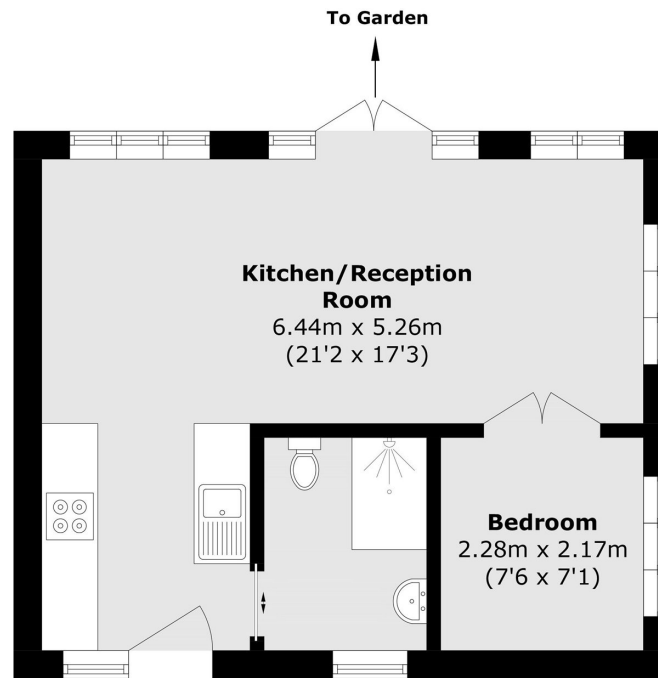 To Garden
Kitchen/Reception
Room
6.44m x 5.26m
(21'2 x 17'3)
Bedroom
2.28m x 2.17m
(7'6 x 7'1)